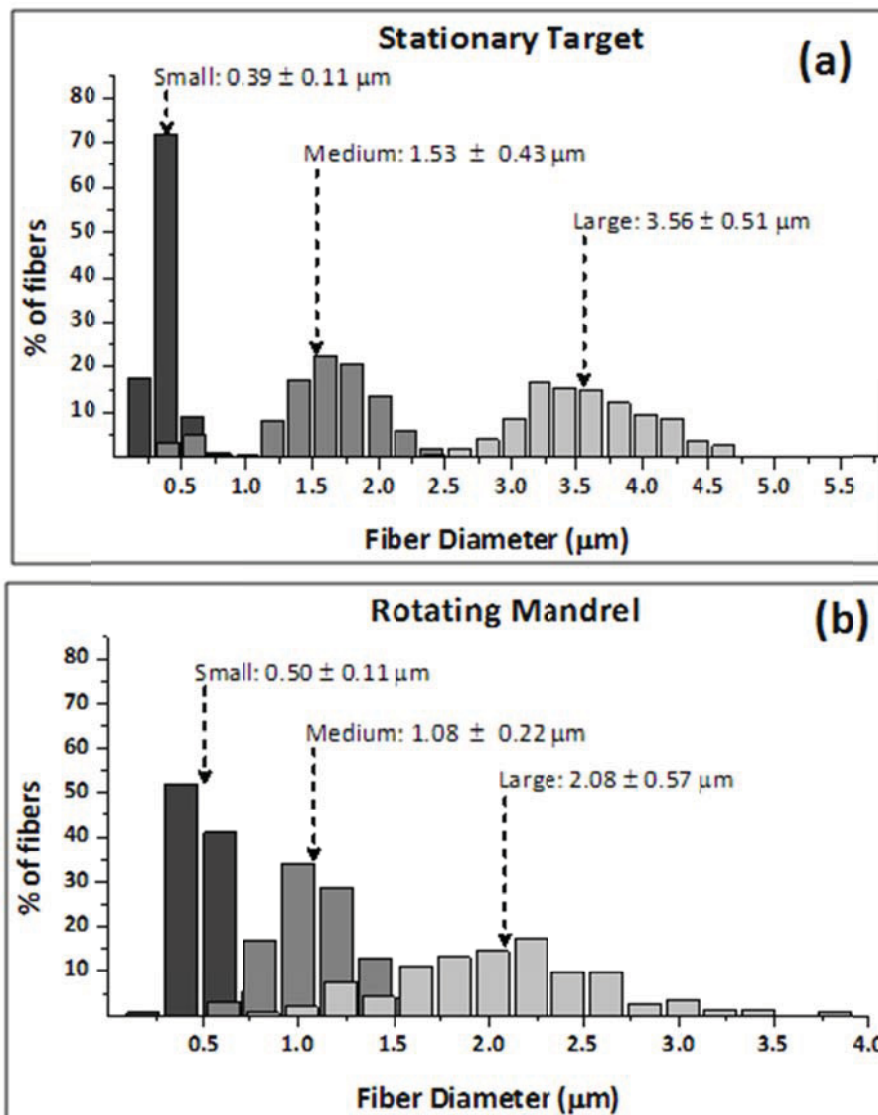 Stationary Target
(a)
Small: 0.39 ± 0.11 µm
Medium: 1.53 ± 0.43 µm
Large: 3.56 ± 0.51 µm
% of fibers
80
70
60
50
40
30
20
10
0.5 1.0 1.5 2.0 2.5 3.0 3.5 4.0 4.5 5.0 5.5
Fiber Diameter (µm)
Rotating Mandrel
(b)
Small: 0.50 ± 0.11 µm
Medium: 1.08 ± 0.22 µm
Large: 2.08 ± 0.57 µm
% of fibers
80
70
60
50
40
30
20
10
0.5 1.0 1.5 2.0 2.5 3.0 3.5 4.0
Fiber Diameter (µm)